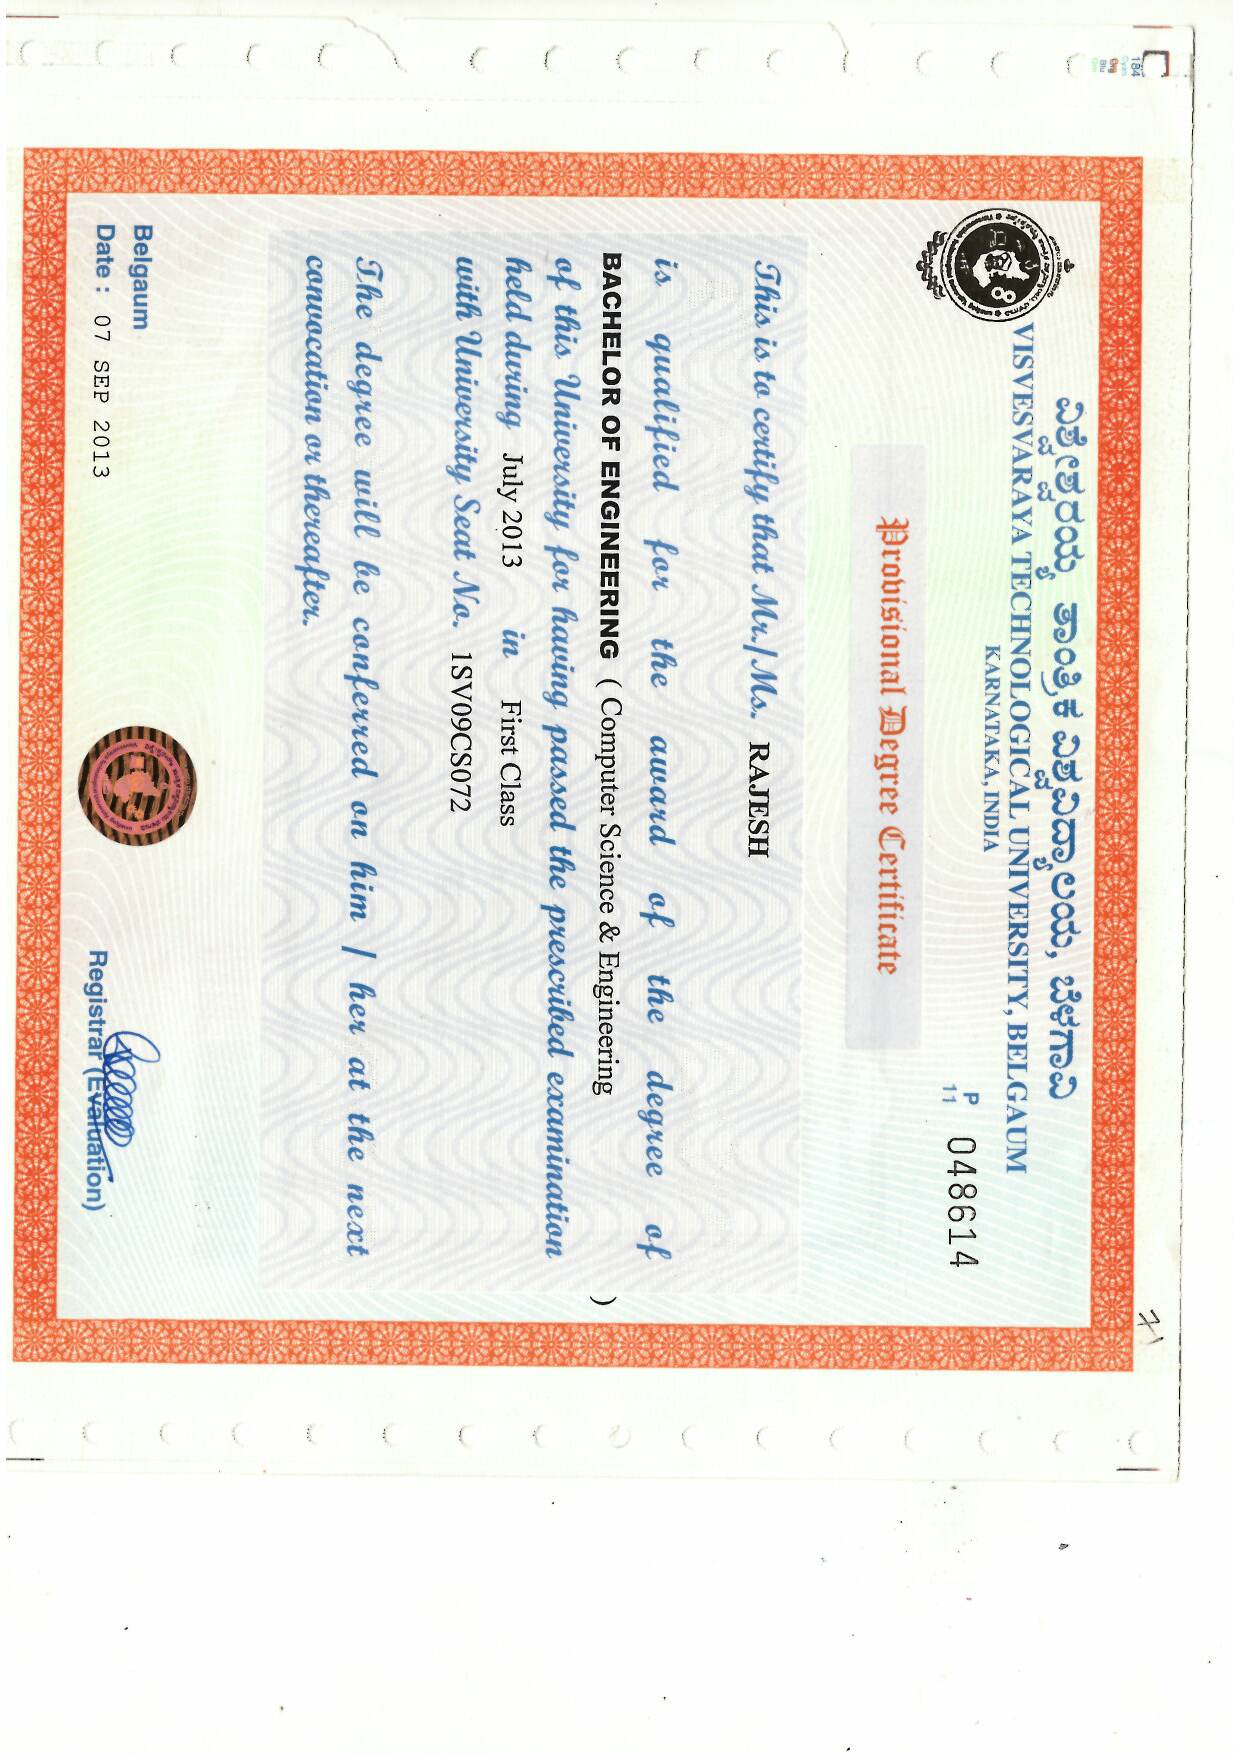 ವಿಶ್ವೇಶ್ವರಯ್ಯ ತಾಂತ್ರಿಕ ವಿಶ್ವವಿದ್ಯಾಲಯ, ಬೆಳಗಾವಿ
VISVESVARAYA TECHNOLOGICAL UNIVERSITY, BELGAUM
KARNATAKA, INDIA
P
11 048614
Provisional Degree Certificate
This is to certify that Mr./Ms. RAJESH
is qualified for the award of the degree of
BACHELOR OF ENGINEERING ( Computer Science & Engineering )
of this University for having passed the prescribed examination
held during July 2013 in First Class
with University Seat No. 1SV09CS072
The degree will be conferred on him / her at the next
convocation or thereafter.
Belgaum
Date : 07 SEP 2013
Registrar (Evaluation)
184
71